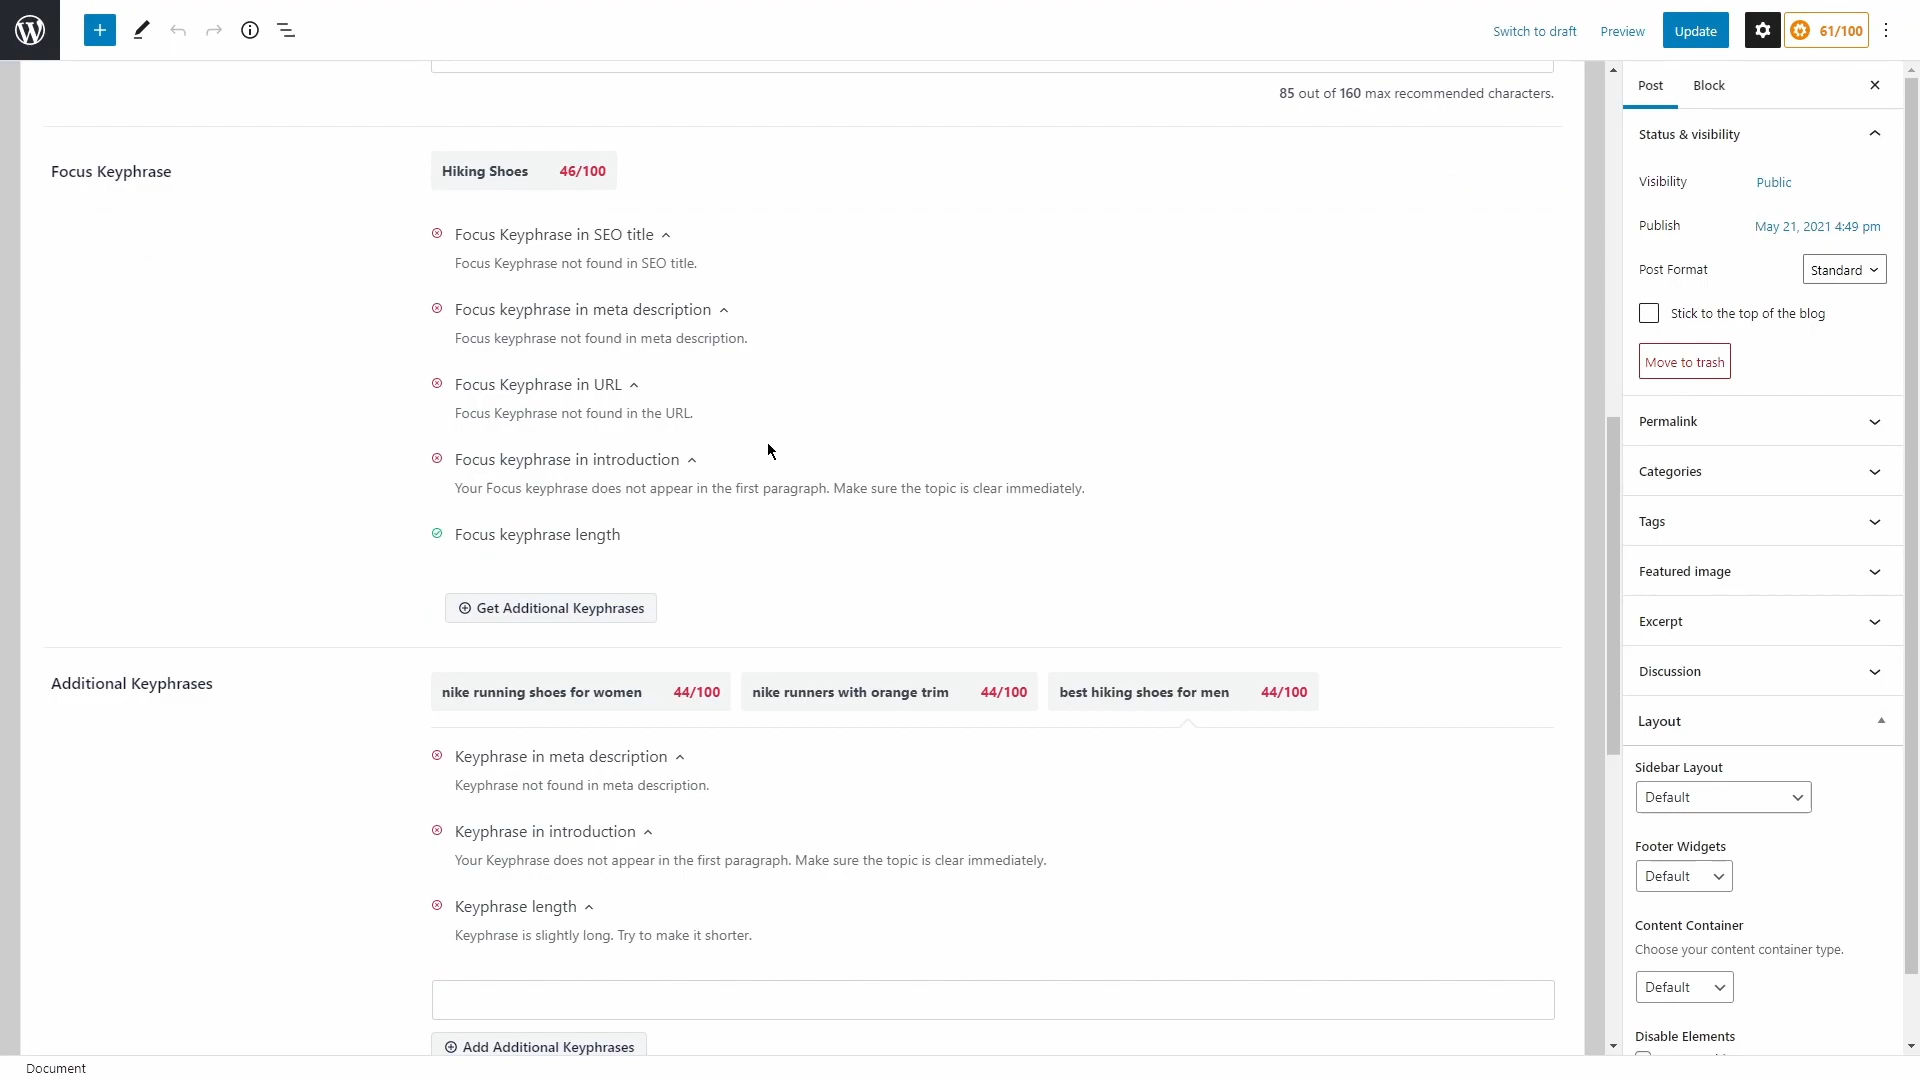 Switch to draft
Preview
Update
61/100
85 out of 160 max recommended characters.
Focus Keyphrase
Hiking Shoes 46/100
Focus Keyphrase in SEO title
Focus Keyphrase not found in SEO title.
Focus keyphrase in meta description
Focus keyphrase not found in meta description.
Focus Keyphrase in URL
Focus Keyphrase not found in the URL.
Focus keyphrase in introduction
Your Focus keyphrase does not appear in the first paragraph. Make sure the topic is clear immediately.
Focus keyphrase length
Get Additional Keyphrases
Additional Keyphrases
nike running shoes for women 44/100
nike runners with orange trim 44/100
best hiking shoes for men 44/100
Keyphrase in meta description
Keyphrase not found in meta description.
Keyphrase in introduction
Your Keyphrase does not appear in the first paragraph. Make sure the topic is clear immediately.
Keyphrase length
Keyphrase is slightly long. Try to make it shorter.
Add Additional Keyphrases
Post
Block
Status & visibility
Visibility Public
Publish May 21, 2021 4:49 pm
Post Format Standard
Stick to the top of the blog
Move to trash
Permalink
Categories
Tags
Featured image
Excerpt
Discussion
Layout
Sidebar Layout
Default
Footer Widgets
Default
Content Container
Choose your content container type.
Default
Disable Elements
Document